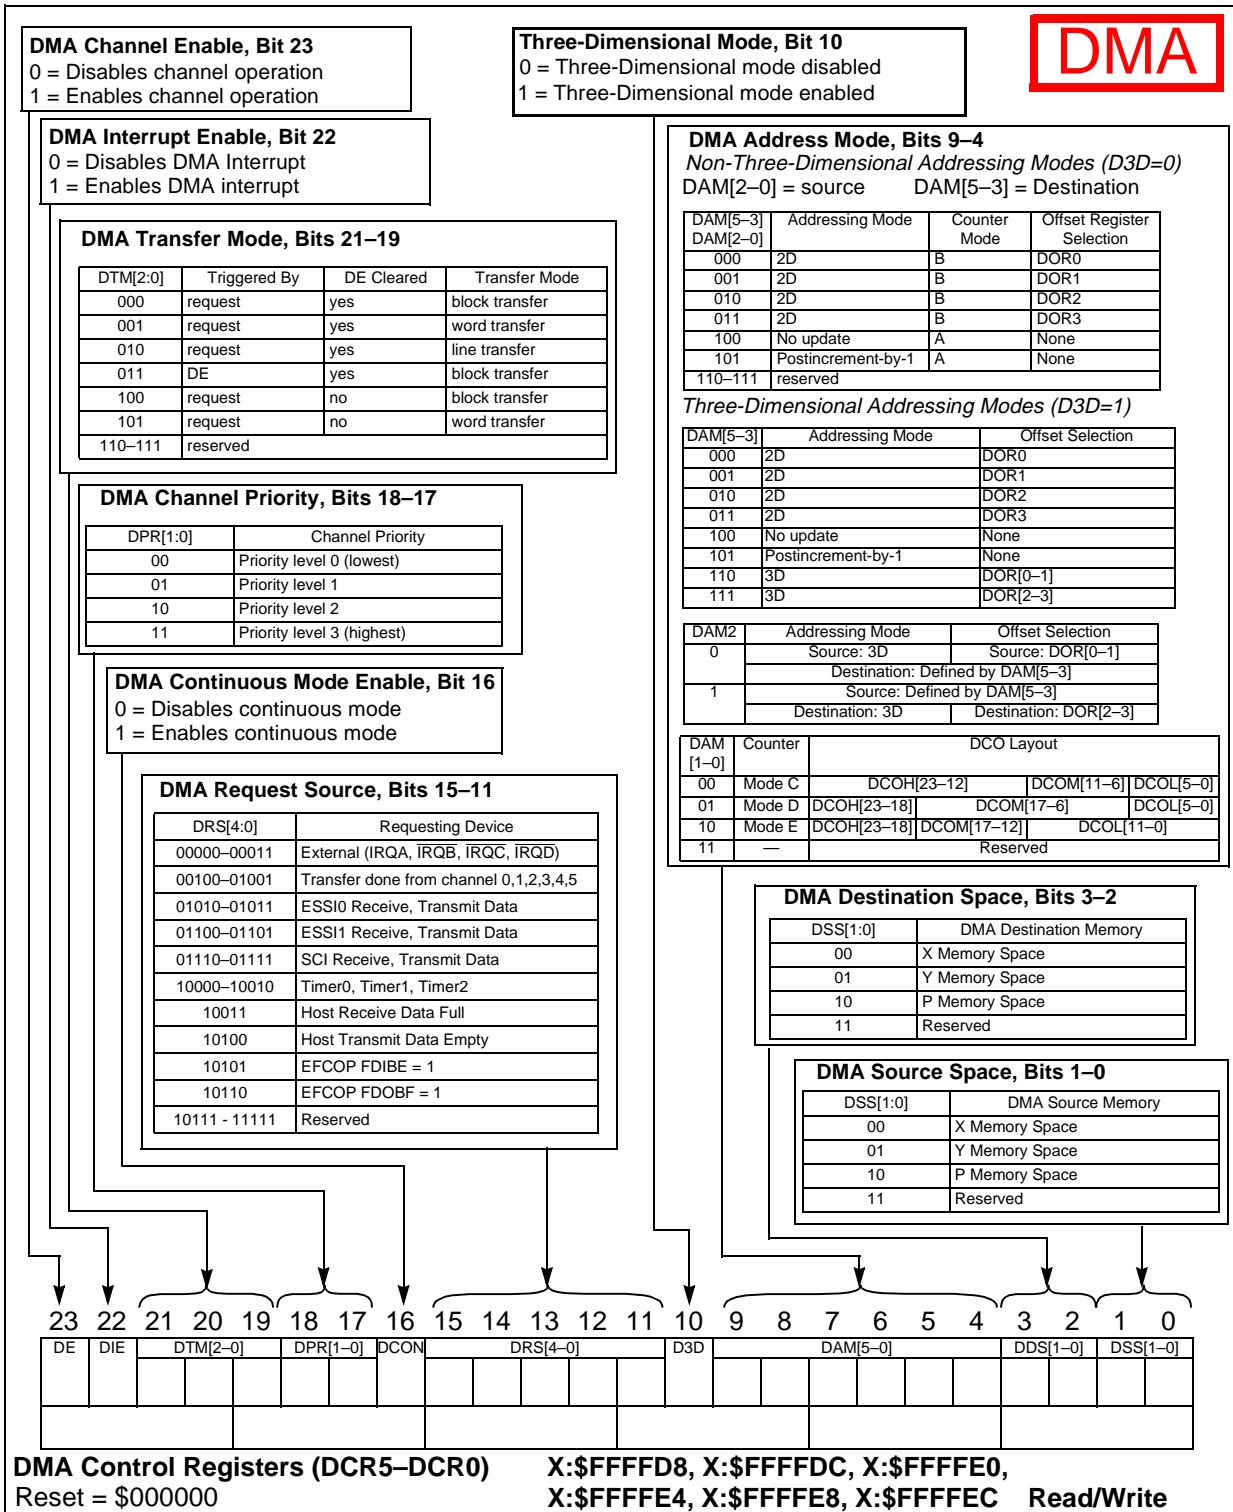 DMA Channel Enable, Bit 23
0 = Disables channel operation
1 = Enables channel operation
Three-Dimensional Mode, Bit 10
0 = Three-Dimensional mode disabled
1 = Three-Dimensional mode enabled
DMA
DMA Interrupt Enable, Bit 22
0 = Disables DMA Interrupt
1 = Enables DMA interrupt
DMA Transfer Mode, Bits 21–19
DTM[2:0] Triggered By DE Cleared Transfer Mode
000 request yes block transfer
001 request yes word transfer
010 request yes line transfer
011 DE yes block transfer
100 request no block transfer
101 request no word transfer
110–111 reserved
DMA Channel Priority, Bits 18–17
DPR[1:0] Channel Priority
00 Priority level 0 (lowest)
01 Priority level 1
10 Priority level 2
11 Priority level 3 (highest)
DMA Continuous Mode Enable, Bit 16
0 = Disables continuous mode
1 = Enables continuous mode
DMA Request Source, Bits 15–11
DRS[4:0] Requesting Device
00000–00011 External (IRQA, IRQB, IRQC, IRQD)
00100–01001 Transfer done from channel 0,1,2,3,4,5
01010–01011 ESSI0 Receive, Transmit Data
01100–01101 ESSI1 Receive, Transmit Data
01110–01111 SCI Receive, Transmit Data
10000–10010 Timer0, Timer1, Timer2
10011 Host Receive Data Full
10100 Host Transmit Data Empty
10101 EFCOP FDIBE = 1
10110 EFCOP FDOBF = 1
10111 - 11111 Reserved
DMA Address Mode, Bits 9–4
Non-Three-Dimensional Addressing Modes (D3D=0)
DAM[2–0] = source DAM[5–3] = Destination
DAM[5–3] Addressing Mode Counter Offset Register
DAM[2–0] Mode Selection
000 2D B DOR0
001 2D B DOR1
010 2D B DOR2
011 2D B DOR3
100 No update A None
101 Postincrement-by-1 A None
110–111 reserved
Three-Dimensional Addressing Modes (D3D=1)
DAM[5–3] Addressing Mode Offset Selection
000 2D DOR0
001 2D DOR1
010 2D DOR2
011 2D DOR3
100 No update None
101 Postincrement-by-1 None
110 3D DOR[0–1]
111 3D DOR[2–3]
DAM2 Addressing Mode Offset Selection
0 Source: 3D Source: DOR[0–1]
Destination: Defined by DAM[5–3]
1 Source: Defined by DAM[5–3]
Destination: 3D Destination: DOR[2–3]
DAM Counter DCO Layout
[1–0]
00 Mode C DCOH[23–12] DCOM[11–6] DCOL[5–0]
01 Mode D DCOH[23–18] DCOM[17–6] DCOL[5–0]
10 Mode E DCOH[23–18] DCOM[17–12] DCOL[11–0]
11 — Reserved
DMA Destination Space, Bits 3–2
DSS[1:0] DMA Destination Memory
00 X Memory Space
01 Y Memory Space
10 P Memory Space
11 Reserved
DMA Source Space, Bits 1–0
DSS[1:0] DMA Source Memory
00 X Memory Space
01 Y Memory Space
10 P Memory Space
11 Reserved
23 22 21 20 19 18 17 16 15 14 13 12 11 10 9 8 7 6 5 4 3 2 1 0
DE DIE DTM[2–0] DPR[1–0] DCON DRS[4–0] D3D DAM[5–0] DDS[1–0] DSS[1–0]
DMA Control Registers (DCR5–DCR0) X:$FFFFD8, X:$FFFFDC, X:$FFFFE0,
Reset = $000000 X:$FFFFE4, X:$FFFFE8, X:$FFFFEC Read/Write